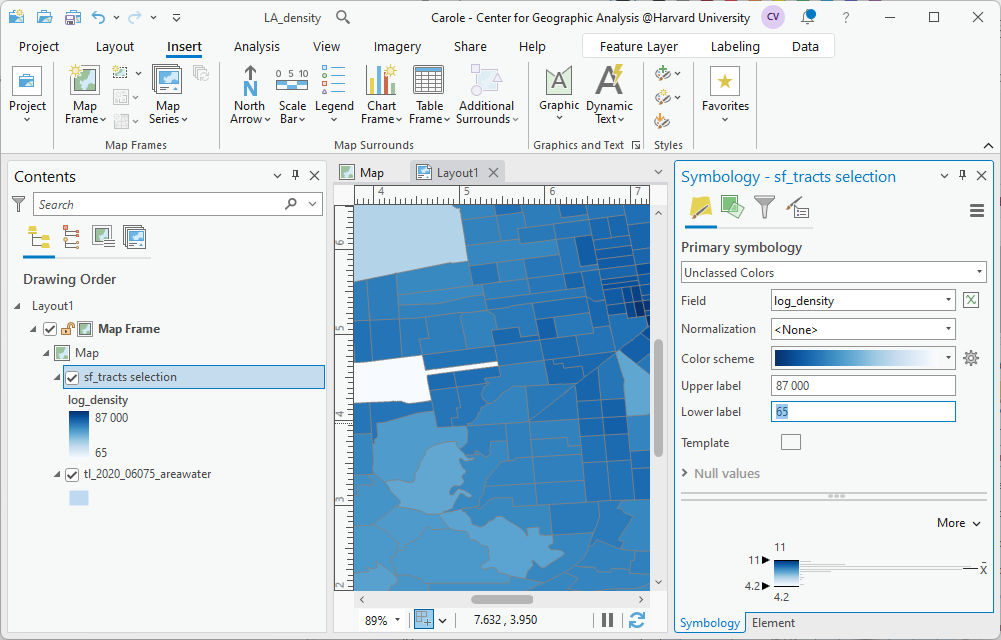 LA_density
Carole - Center for Geographic Analysis @Harvard University
CV
?
Project Layout Insert Analysis View Imagery Share Help Feature Layer Labeling Data
Project
Map Frame
Map Series
North Arrow
0 5 10
Scale Bar
Legend
Chart Frame
Table Frame
Additional Surrounds
Graphic
Dynamic Text
Favorites
Map Frames
Map Surrounds
Graphics and Text
Styles
Contents
Search
Drawing Order
Layout1
Map Frame
Map
sf_tracts selection
log_density
87 000
65
tl_2020_06075_areawater
Map
Layout1
4 5 6 7
6
5
4
3
2
89%
7.632 , 3.950
Symbology - sf_tracts selection
Primary symbology
Unclassed Colors
Field log_density
Normalization <None>
Color scheme
Upper label 87 000
Lower label 65
Template
Null values
More
11
11
4.2
4.2
x̄
Symbology Element